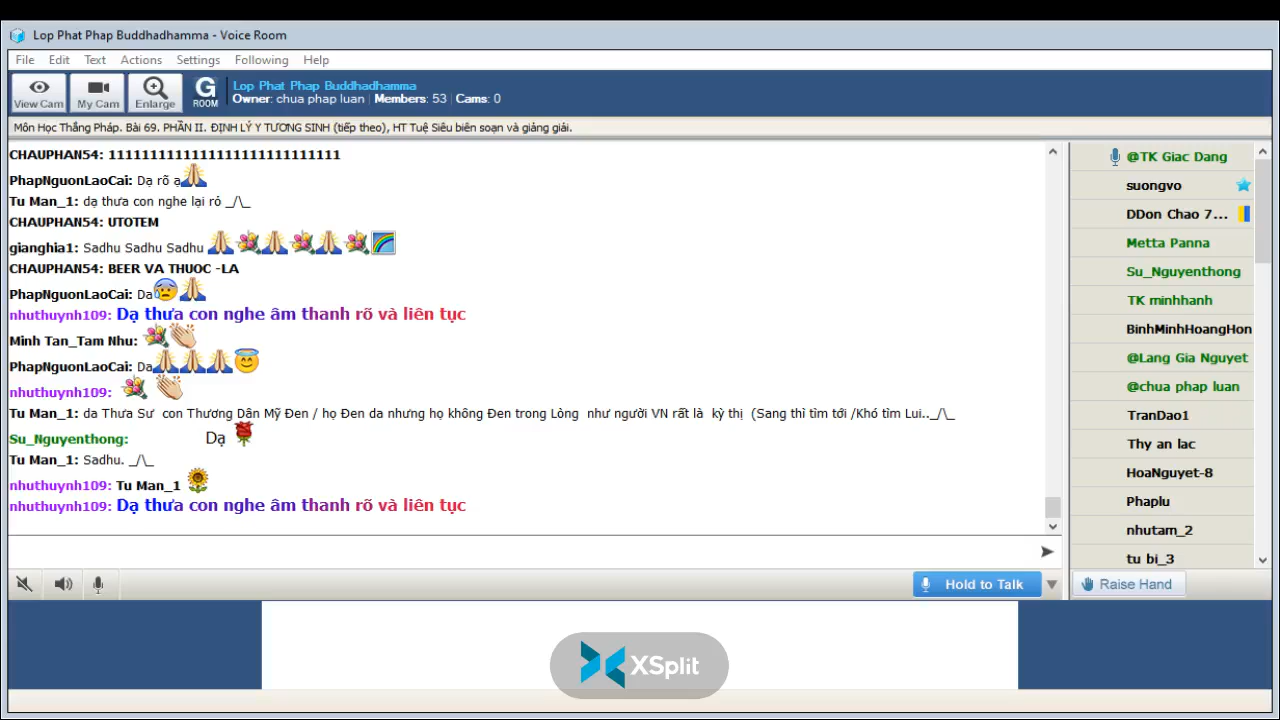 Lop Phat Phap Buddhadhamma - Voice Room
File Edit Text Actions Settings Following Help
View Cam My Cam Enlarge G ROOM
Lop Phat Phap Buddhadhamma
Owner: chua phap luan | Members: 53 | Cams: 0
Môn Học Thắng Pháp. Bài 69. PHẦN II. ĐỊNH LÝ Y TƯƠNG SINH (tiếp theo), HT Tuệ Siêu biên soạn và giảng giải.
CHAUPHAN54: 111111111111111111111111111
PhapNguonLaoCai: Dạ rõ ạ
Tu Man_1: dạ thưa con nghe lại rỏ _/\_
CHAUPHAN54: UTOTEM
gianghia1: Sadhu Sadhu Sadhu
CHAUPHAN54: BEER VA THUOC -LA
PhapNguonLaoCai: Da
nhuthuynh109: Dạ thưa con nghe âm thanh rõ và liên tục
Minh Tan_Tam Nhu:
PhapNguonLaoCai: Da
nhuthuynh109:
Tu Man_1: da Thưa Sư con Thương Dân Mỹ Đen / họ Đen da nhưng họ không Đen trong Lòng như người VN rất là kỳ thị (Sang thì tìm tới /Khó tìm Lui.._/\_
Su_Nguyenthong: Dạ
Tu Man_1: Sadhu. _/\_
nhuthuynh109: Tu Man_1
nhuthuynh109: Dạ thưa con nghe âm thanh rõ và liên tục
@TK Giac Dang
suongvo
DDon Chao 7...
Metta Panna
Su_Nguyenthong
TK minhhanh
BinhMinhHoangHon
@Lang Gia Nguyet
@chua phap luan
TranDao1
Thy an lac
HoaNguyet-8
Phaplu
nhutam_2
tu bi_3
Hold to Talk
Raise Hand
XSplit